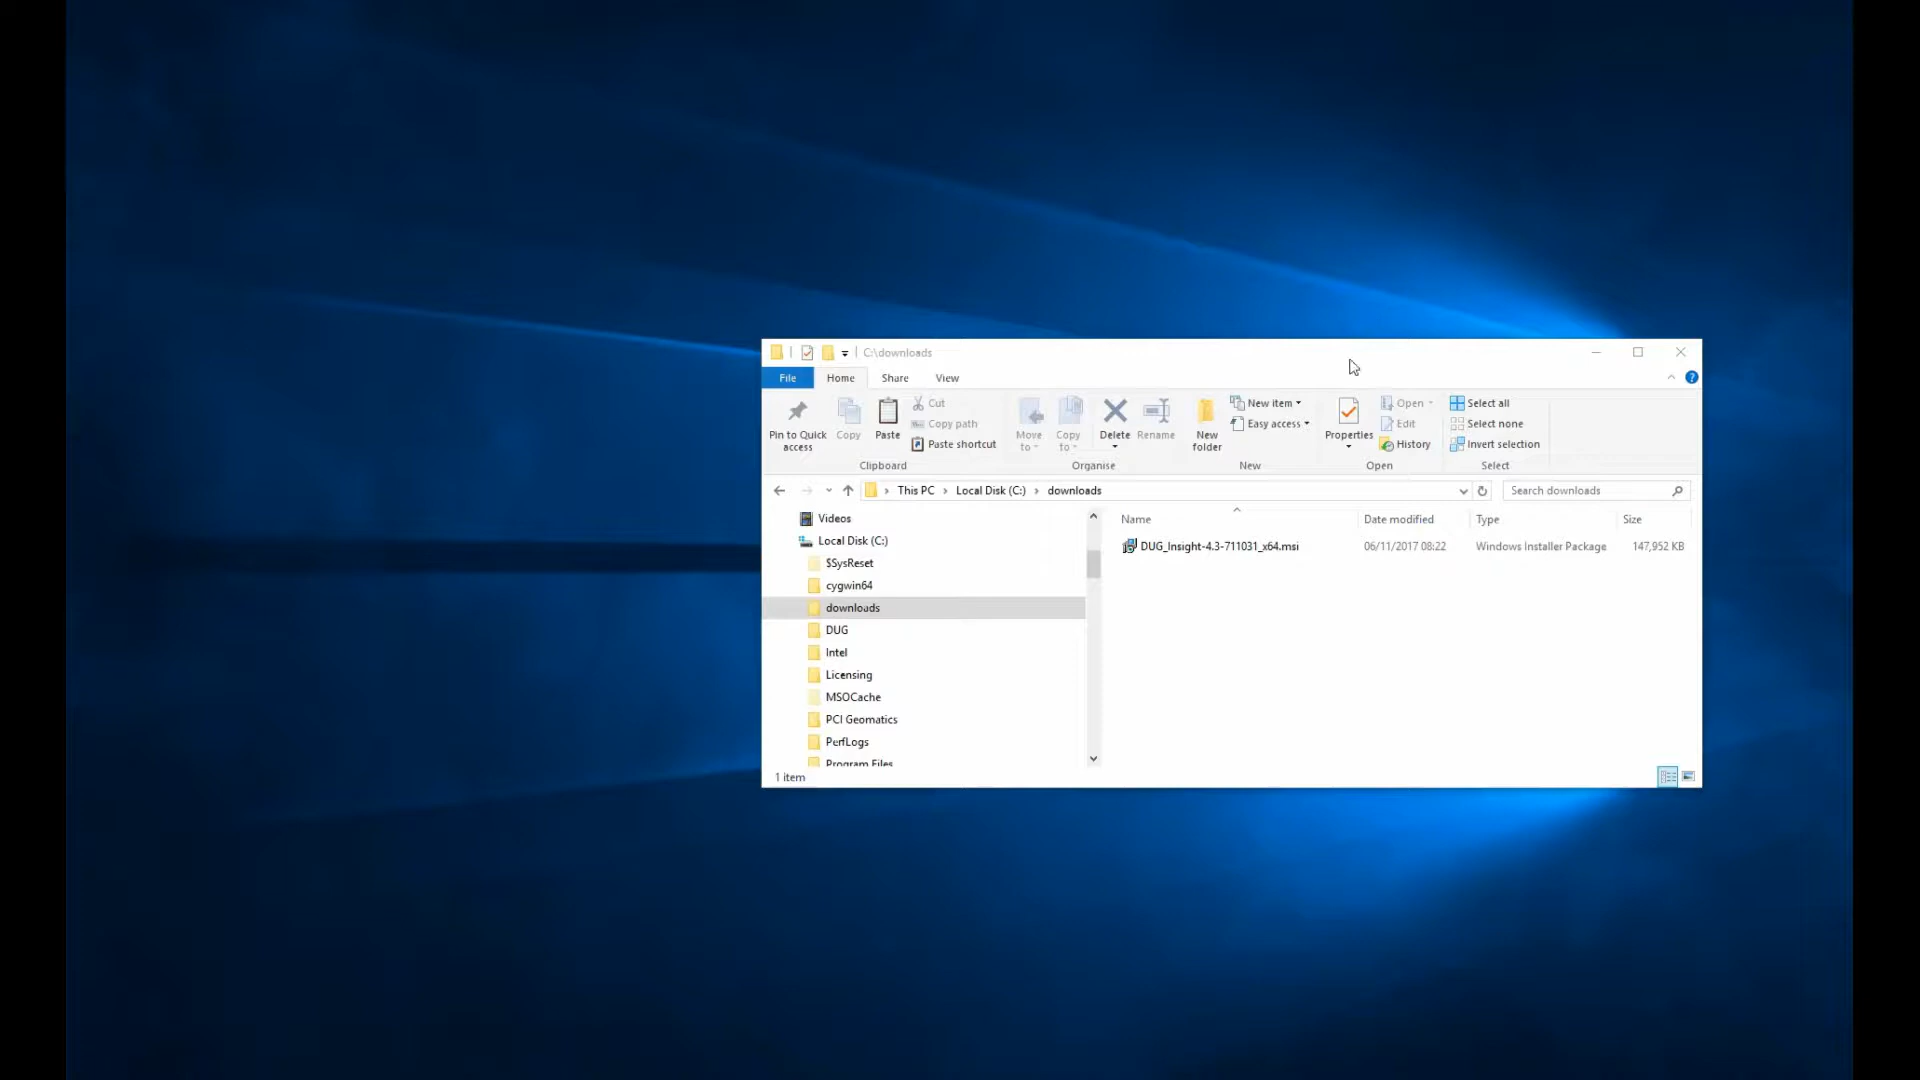 C:\downloads
File Home Share View
Pin to Quick access
Copy
Paste
Cut
Copy path
Paste shortcut
Clipboard
Move to
Copy to
Delete
Rename
Organise
New folder
New item
Easy access
New
Properties
Open
Edit
History
Open
Select all
Select none
Invert selection
Select
This PC › Local Disk (C:) › downloads
Search downloads
Videos
Local Disk (C:)
$SysReset
cygwin64
downloads
DUG
Intel
Licensing
MSOCache
PCI Geomatics
PerfLogs
Program Files
Name Date modified Type Size
DUG_Insight-4.3-711031_x64.msi 06/11/2017 08:22 Windows Installer Package 147,952 KB
1 item